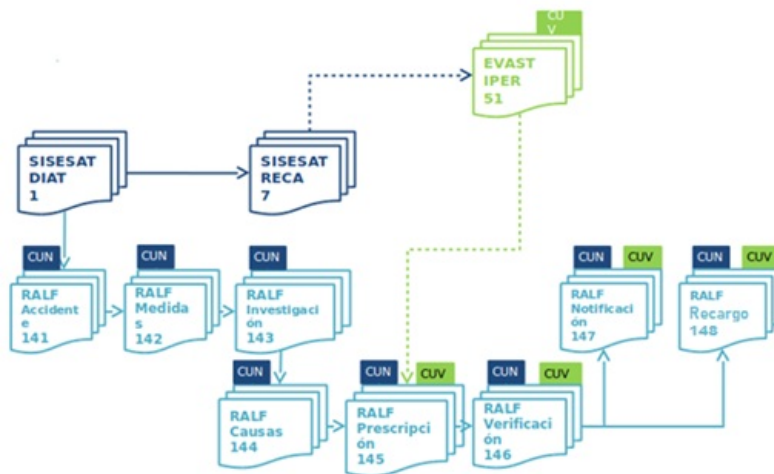 CU
V
EVAST
IPER
51
SISESAT
DIAT
1
SISESAT
RECA
7
CUN
RALF
Accident
e
141
CUN
RALF
Medida
s
142
CUN
RALF
Investigaci
ón
143
CUN
CUV
RALF
Notificaci
ón
147
CUN
CUV
RALF
Recargo
148
CUN
RALF
Causas
144
CUN
CUV
RALF
Prescripci
ón
145
CUN
CUV
RALF
Verificaci
ón
146